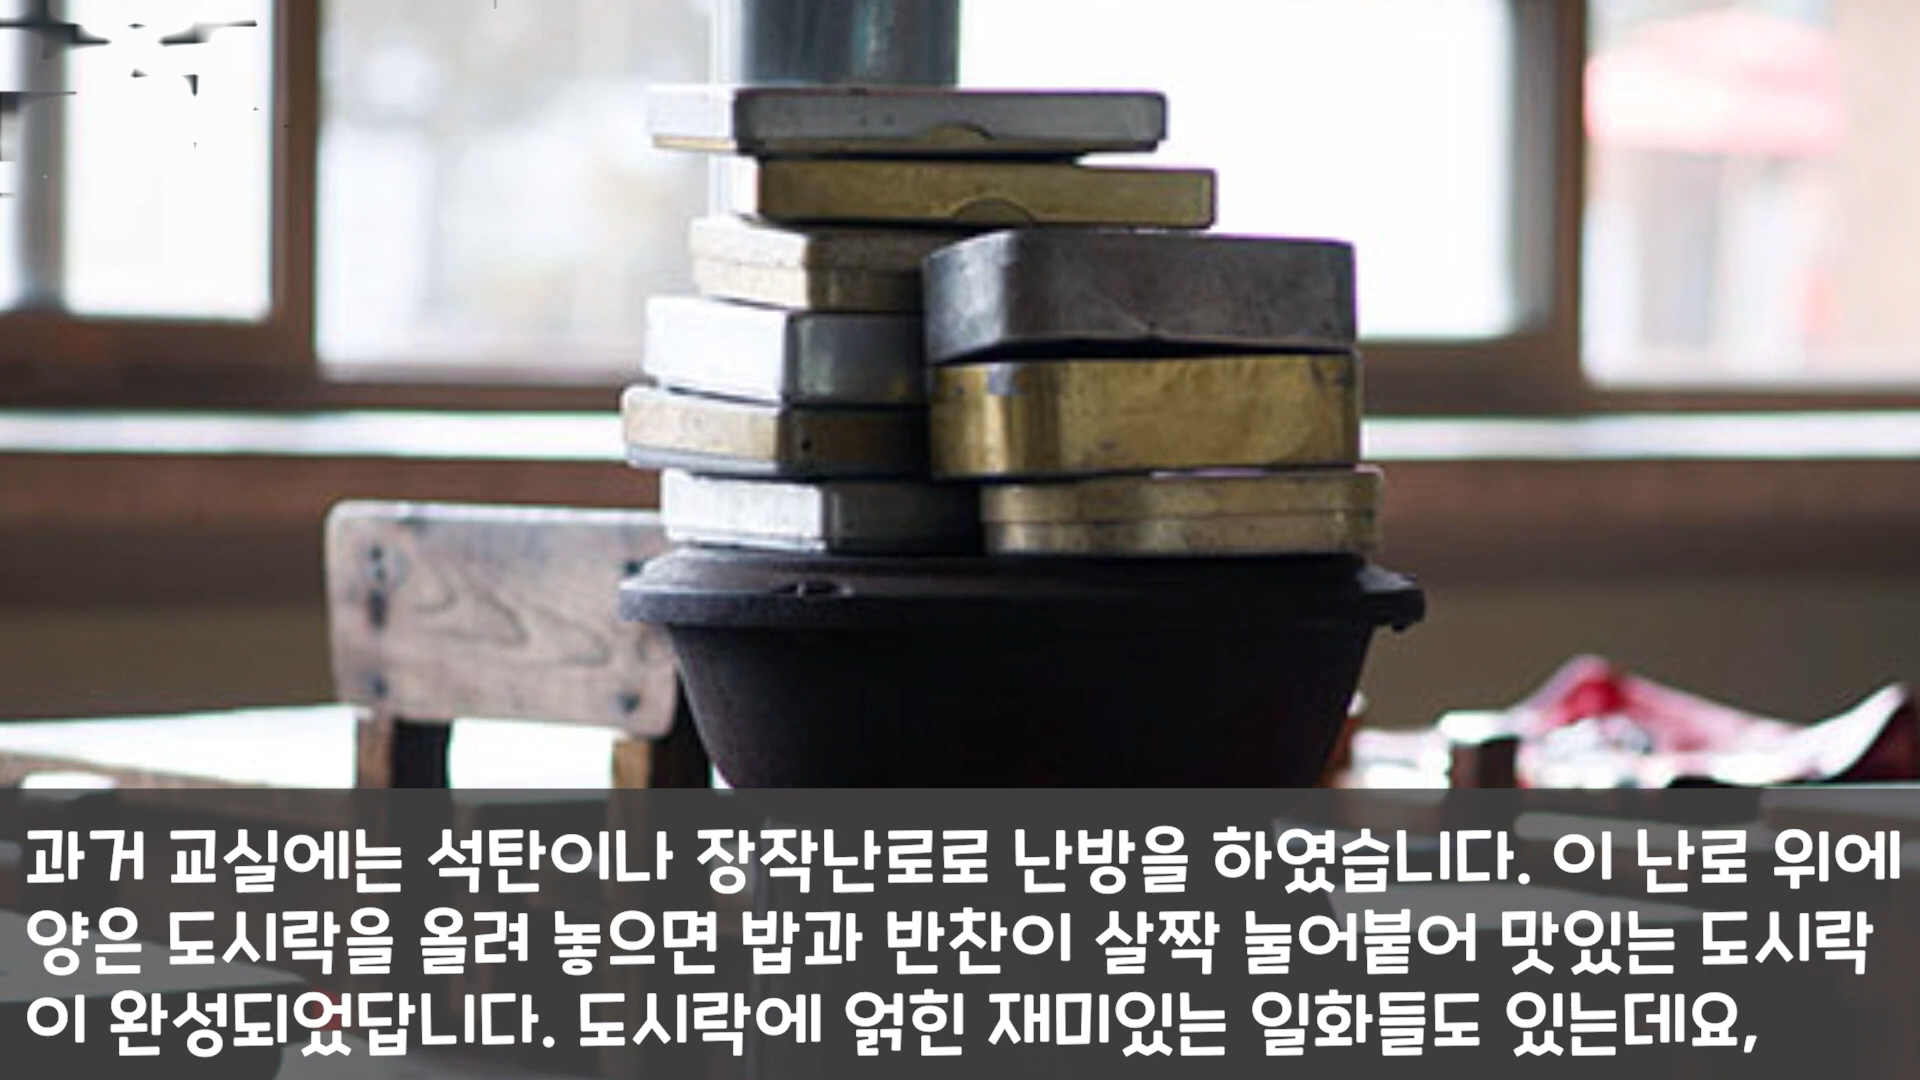 과거 교실에는 석탄이나 장작난로로 난방을 하였습니다. 이 난로 위에
양은 도시락을 올려 놓으면 밥과 반찬이 살짝 눌어붙어 맛있는 도시락
이 완성되었답니다. 도시락에 얽힌 재미있는 일화들도 있는데요,